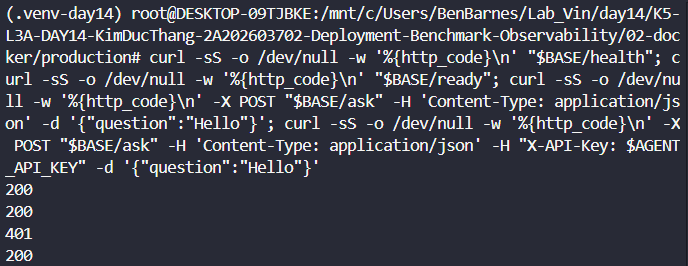 (.venv-day14) root@DESKTOP-09TJBKE:/mnt/c/Users/BenBarnes/Lab_Vin/day14/K5-
L3A-DAY14-KimDucThang-2A202603702-Deployment-Benchmark-Observability/02-doc
ker/production# curl -sS -o /dev/null -w '%{http_code}\n' "$BASE/health"; c
url -sS -o /dev/null -w '%{http_code}\n' "$BASE/ready"; curl -sS -o /dev/nu
ll -w '%{http_code}\n' -X POST "$BASE/ask" -H 'Content-Type: application/js
on' -d '{"question":"Hello"}'; curl -sS -o /dev/null -w '%{http_code}\n' -X
 POST "$BASE/ask" -H 'Content-Type: application/json' -H "X-API-Key: $AGENT
_API_KEY" -d '{"question":"Hello"}'
200
200
401
200